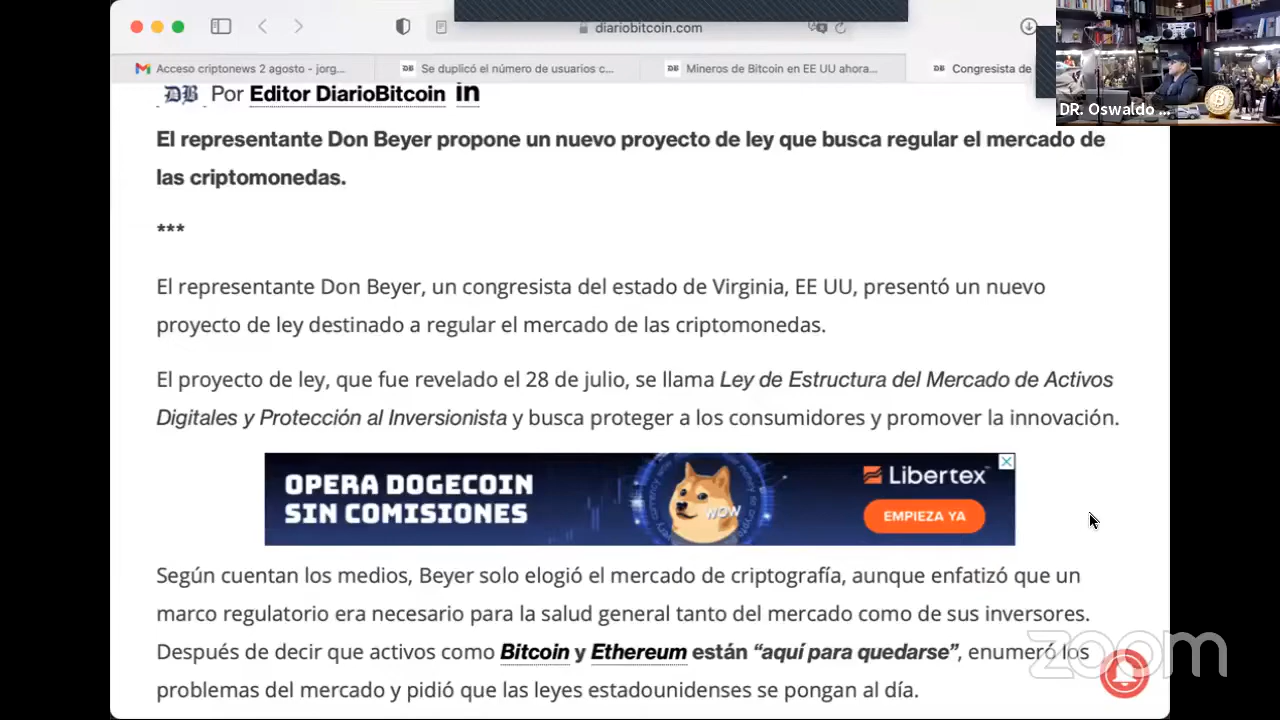 diariobitcoin.com
Acceso criptonews 2 agosto - jorg...
DB Se duplicó el número de usuarios c...
DB Mineros de Bitcoin en EE UU ahora...
DB Congresista de
DR. Oswaldo ...
DB Por Editor DiarioBitcoin in
El representante Don Beyer propone un nuevo proyecto de ley que busca regular el mercado de
las criptomonedas.
***
El representante Don Beyer, un congresista del estado de Virginia, EE UU, presentó un nuevo
proyecto de ley destinado a regular el mercado de las criptomonedas.
El proyecto de ley, que fue revelado el 28 de julio, se llama Ley de Estructura del Mercado de Activos
Digitales y Protección al Inversionista y busca proteger a los consumidores y promover la innovación.
OPERA DOGECOIN
SIN COMISIONES
WOW
Libertex
EMPIEZA YA
Según cuentan los medios, Beyer solo elogió el mercado de criptografía, aunque enfatizó que un
marco regulatorio era necesario para la salud general tanto del mercado como de sus inversores.
Después de decir que activos como Bitcoin y Ethereum están “aquí para quedarse”, enumeró los
problemas del mercado y pidió que las leyes estadounidenses se pongan al día.
zoom